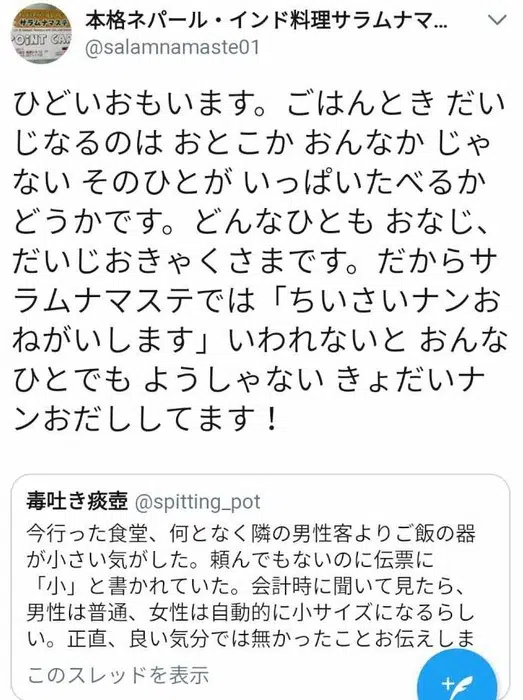 サラムナマステ
POINT CAR
本格ネパール・インド料理サラムナマ...
@salamnamaste01
ひどいおもいます。ごはんとき だい
じなるのは おとこか おんなか じゃ
ない そのひとが いっぱいたべるか
どうかです。どんなひとも おなじ、
だいじおきゃくさまです。だからサ
ラムナマステでは「ちいさいナンお
ねがいします」いわれないと おんな
ひとでも ようしゃない きょだいナ
ンおだししてます！
毒吐き痰壺 @spitting_pot
今行った食堂、何となく隣の男性客よりご飯の器
が小さい気がした。頼んでもないのに伝票に
「小」と書かれていた。会計時に聞いて見たら、
男性は普通、女性は自動的に小サイズになるらし
い。正直、良い気分では無かったことお伝えしま
このスレッドを表示